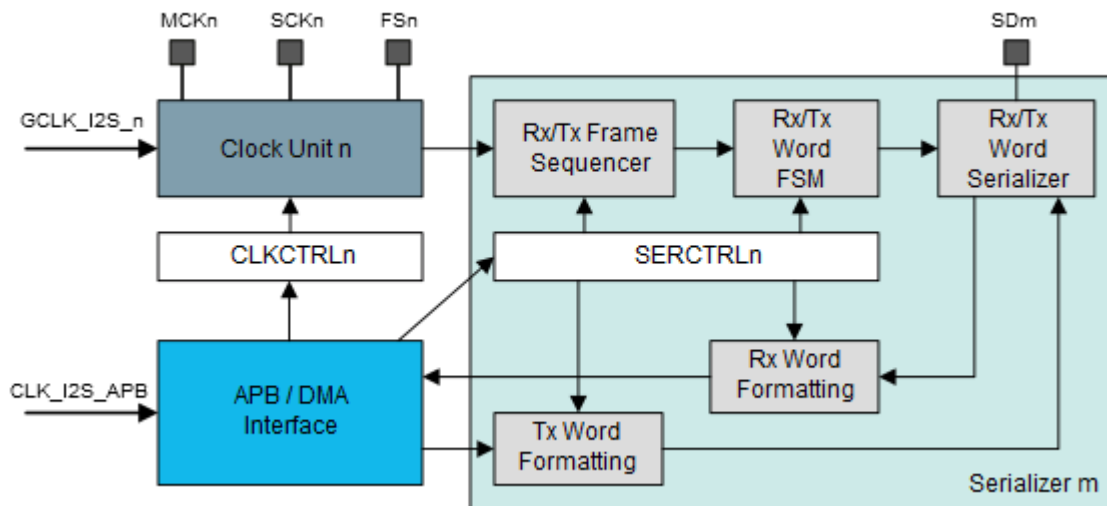 MCKn
SCKn
FSn
SDm
GCLK_I2S_n
Clock Unit n
Rx/Tx Frame
Sequencer
Rx/Tx
Word
FSM
Rx/Tx
Word
Serializer
CLKCTRLn
SERCTRLn
CLK_I2S_APB
APB / DMA
Interface
Rx Word
Formatting
Tx Word
Formatting
Serializer m